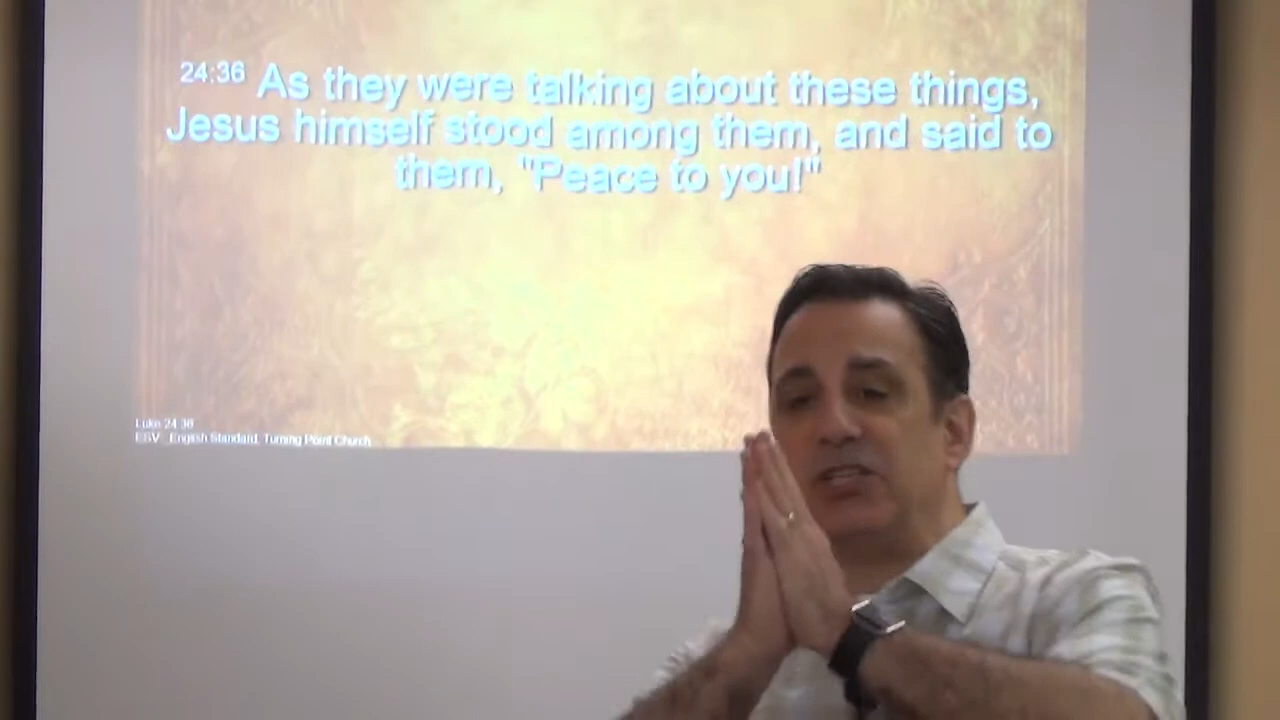 24:36 As they were talking about these things,
Jesus himself stood among them, and said to
them, "Peace to you!"
Luke 24:36
ESV English Standard, Turning Point Church